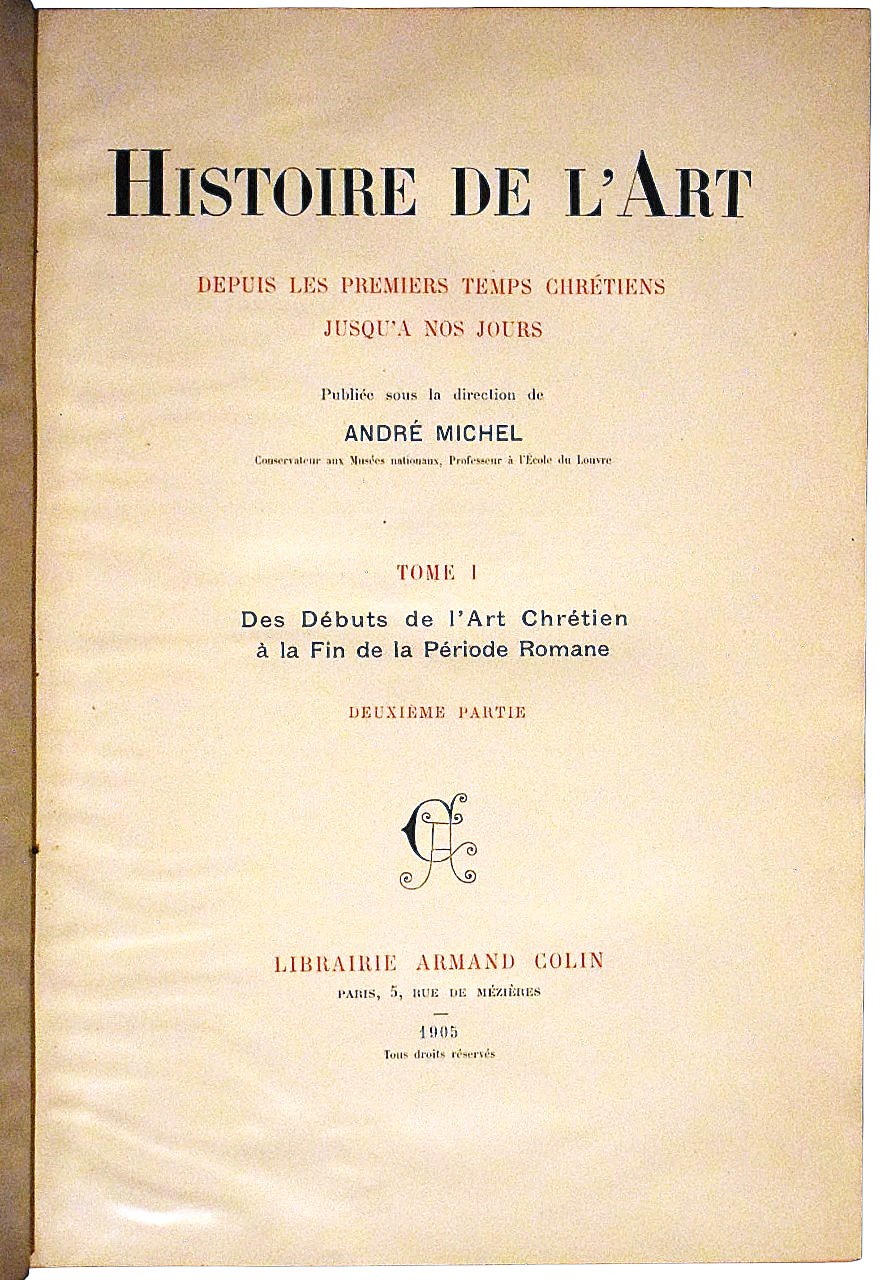 HISTOIRE DE L'ART
DEPUIS LES PREMIERS TEMPS CHRÉTIENS
JUSQU'A NOS JOURS
Publiée sous la direction de
ANDRÉ MICHEL
Conservateur aux Musées nationaux, Professeur à l'École du Louvre
TOME I
Des Débuts de l'Art Chrétien
à la Fin de la Période Romane
DEUXIÈME PARTIE
LIBRAIRIE ARMAND COLIN
PARIS, 5, RUE DE MÉZIÈRES
1905
Tous droits réservés